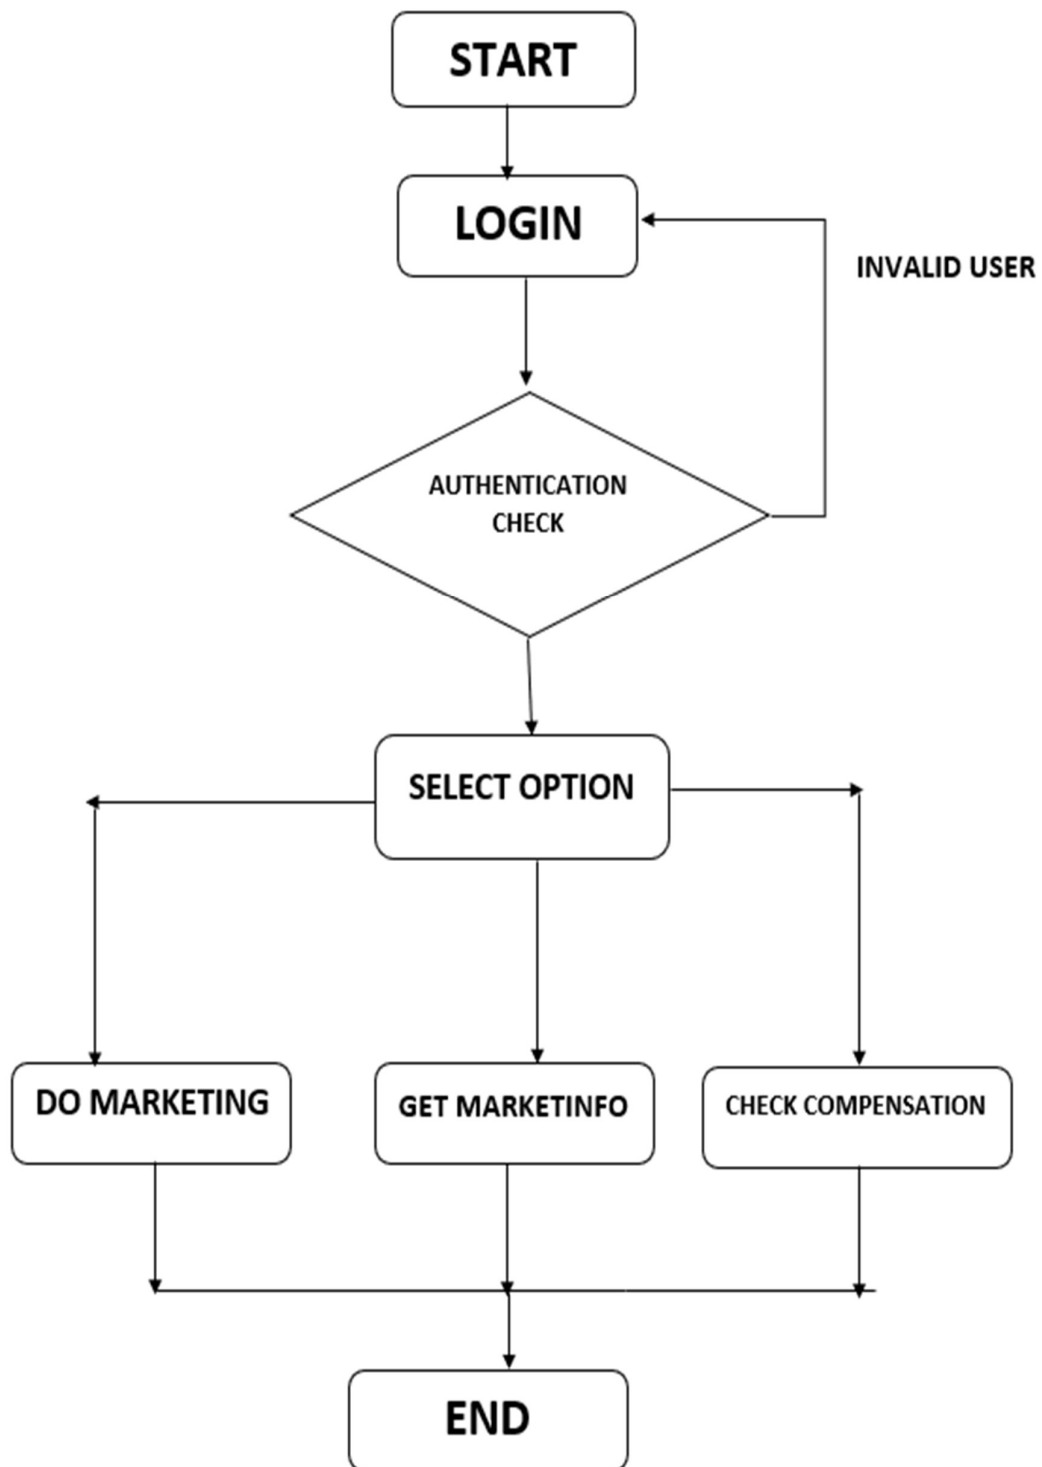 START
LOGIN
INVALID USER
AUTHENTICATION
CHECK
SELECT OPTION
DO MARKETING
GET MARKETINFO
CHECK COMPENSATION
END